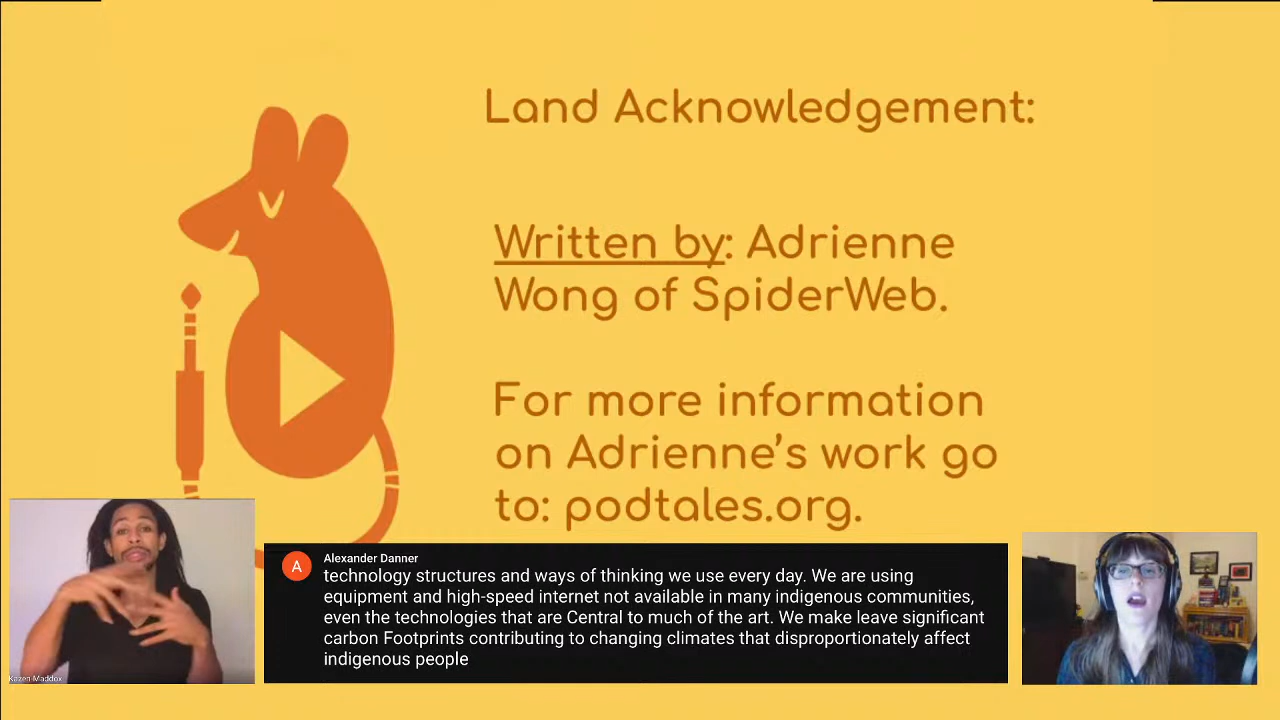 Land Acknowledgement:
Written by: Adrienne
Wong of SpiderWeb.
For more information
on Adrienne's work go
to: podtales.org.
A
Alexander Danner
technology structures and ways of thinking we use every day. We are using
equipment and high-speed internet not available in many indigenous communities,
even the technologies that are Central to much of the art. We make leave significant
carbon Footprints contributing to changing climates that disproportionately affect
indigenous people
Kazen Maddox